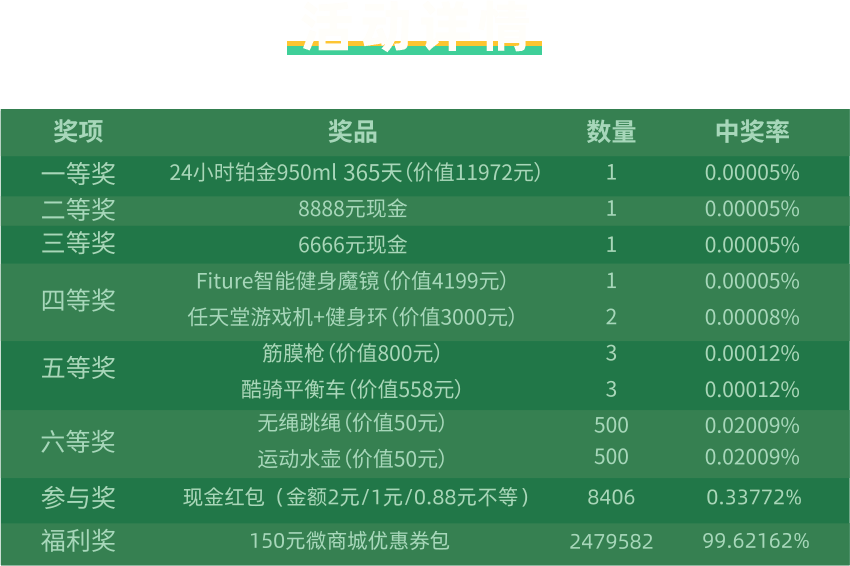 活动详情
奖项 奖品 数量 中奖率
一等奖 24小时铂金950ml 365天(价值11972元) 1 0.00005%
二等奖 8888元现金 1 0.00005%
三等奖 6666元现金 1 0.00005%
四等奖 Fiture智能健身魔镜(价值4199元) 1 0.00005%
任天堂游戏机+健身环(价值3000元) 2 0.00008%
五等奖 筋膜枪(价值800元) 3 0.00012%
酷骑平衡车(价值558元) 3 0.00012%
六等奖 无绳跳绳(价值50元) 500 0.02009%
运动水壶(价值50元) 500 0.02009%
参与奖 现金红包（金额2元/1元/0.88元不等） 8406 0.33772%
福利奖 150元微商城优惠券包 2479582 99.62162%